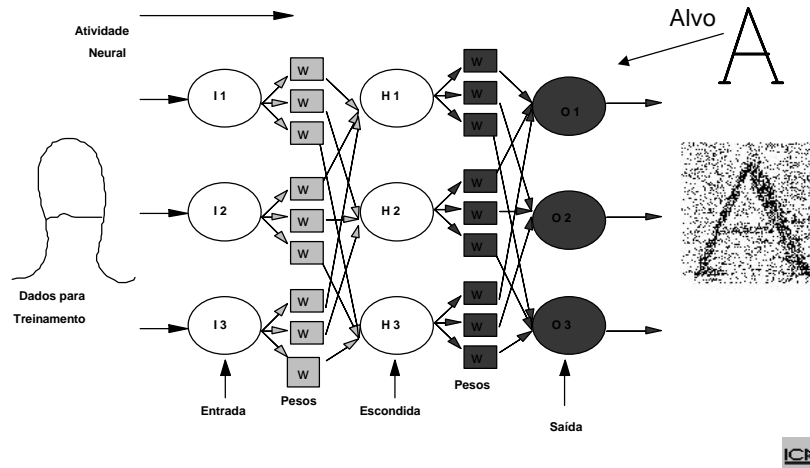 Atividade
Neural
Alvo
A
I 1
W
W
W
H 1
W
W
W
O 1
I 2
W
W
W
H 2
W
W
W
O 2
A
Dados para
Treinamento
I 3
W
W
W
H 3
W
W
W
O 3
Entrada
Pesos
Escondida
Pesos
Saída